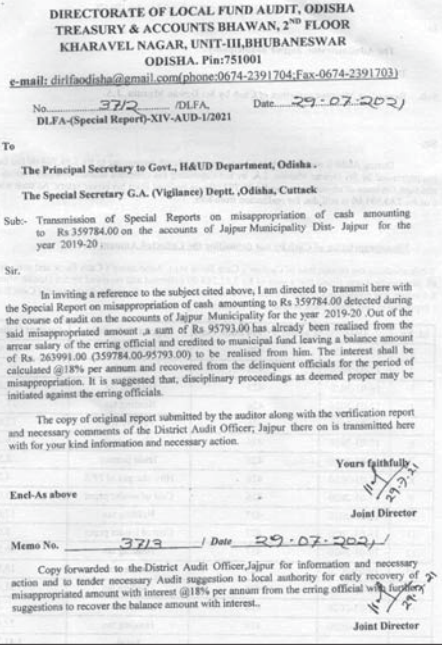 DIRECTORATE OF LOCAL FUND AUDIT, ODISHA
TREASURY & ACCOUNTS BHAWAN, 2ND FLOOR
KHARAVEL NAGAR, UNIT-III,BHUBANESWAR
ODISHA. Pin:751001
e-mail: dirlfaodisha@gmail.com(phone:0674-2391704;Fax-0674-2391703)
No. 3712 /DLFA, Date 29.07.2021
DLFA-(Special Report)-XIV-AUD-1/2021
To
The Principal Secretary to Govt., H&UD Department, Odisha .
The Special Secretary G.A. (Vigilance) Deptt. ,Odisha, Cuttack
Sub:- Transmission of Special Reports on misappropriation of cash amounting
to Rs 359784.00 on the accounts of Jajpur Municipality Dist- Jajpur for the
year 2019-20
Sir.
In inviting a reference to the subject cited above, I am directed to transmit here with
the Special Report on misappropriation of cash amounting to Rs 359784.00 detected during
the course of audit on the accounts of Jajpur Municipality for the year 2019-20 .Out of the
said misappropriated amount ,a sum of Rs 95793.00 has already been realised from the
arrear salary of the erring official and credited to municipal fund leaving a balance amount
of Rs. 263991.00 (359784.00-95793.00) to be realised from him. The interest shall be
calculated @18% per annum and recovered from the delinquent officials for the period of
misappropriation. It is suggested that, disciplinary proceedings as deemed proper may be
initiated against the erring officials.
The copy of original report submitted by the auditor along with the verification report
and necessary comments of the District Audit Officer; Jajpur there on is transmitted here
with for your kind information and necessary action.
Yours faithfully
29.7.21
Encl-As above
Joint Director
Memo No. 3713 / Date 29.07.2021/
Copy forwarded to the District Audit Officer,Jajpur for information and necessary
action and to tender necessary Audit suggestion to local authority for early recovery of
misappropriated amount with interest @18% per annum from the erring official with further
suggestions to recover the balance amount with interest..
Joint Director